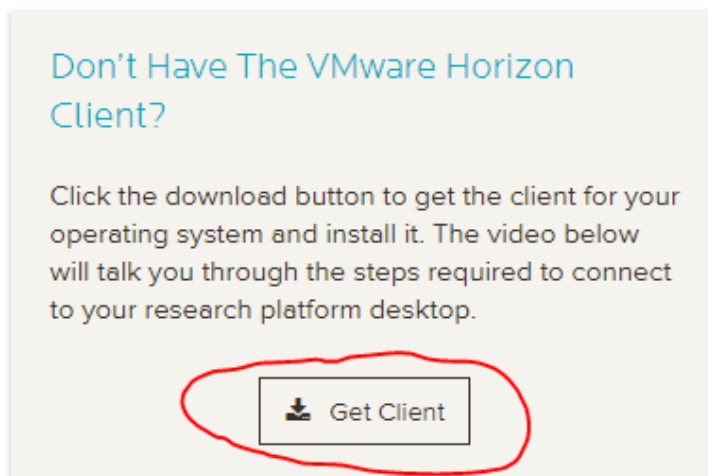 Don't Have The VMware Horizon
Client?
Click the download button to get the client for your
operating system and install it. The video below
will talk you through the steps required to connect
to your research platform desktop.
Get Client